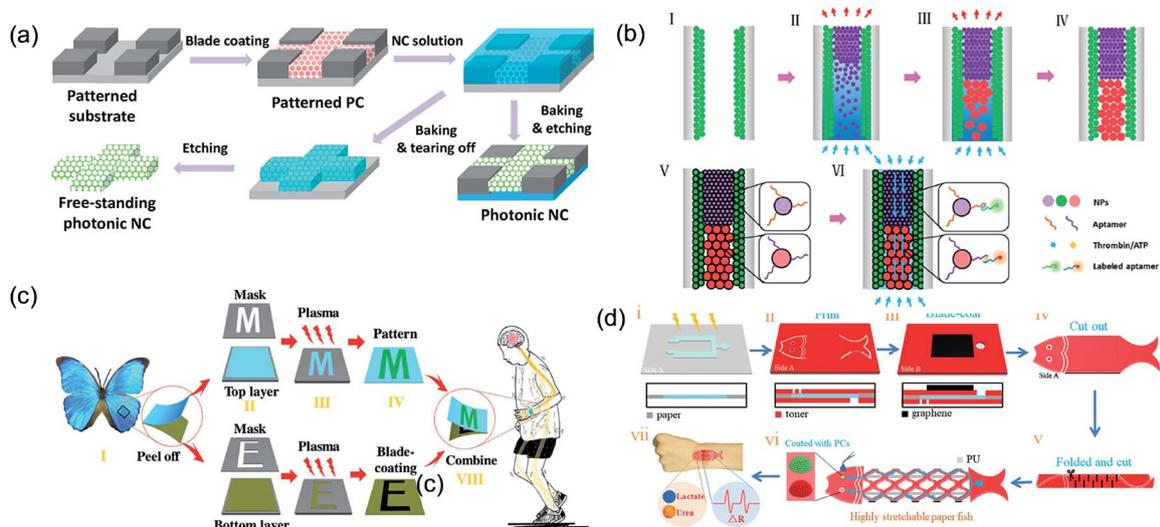 (a)
Blade coating
NC solution
Patterned
substrate
Patterned PC
Baking
& etching
Baking
& tearing off
Etching
Free-standing
photonic NC
Photonic NC
(b)
I
II
III
IV
V
VI
NPs
Aptamer
Thrombin/ATP
Labeled aptamer
(c)
Mask
M
Plasma
Pattern
M
M
Top layer
II
III
IV
I
Peel off
Mask
E
Plasma
Blade-
coating
E
E
(c)
Bottom layer
M
Combine
VIII
(d)
i
ii
Print
iii
Blade-coat
iv
Cut out
Side A
Side A
Side B
Side A
paper
toner
graphene
vii
Lactate
Urea
ΔR
vi
Coated with PCs
PU
Highly stretchable paper fish
v
Folded and cut